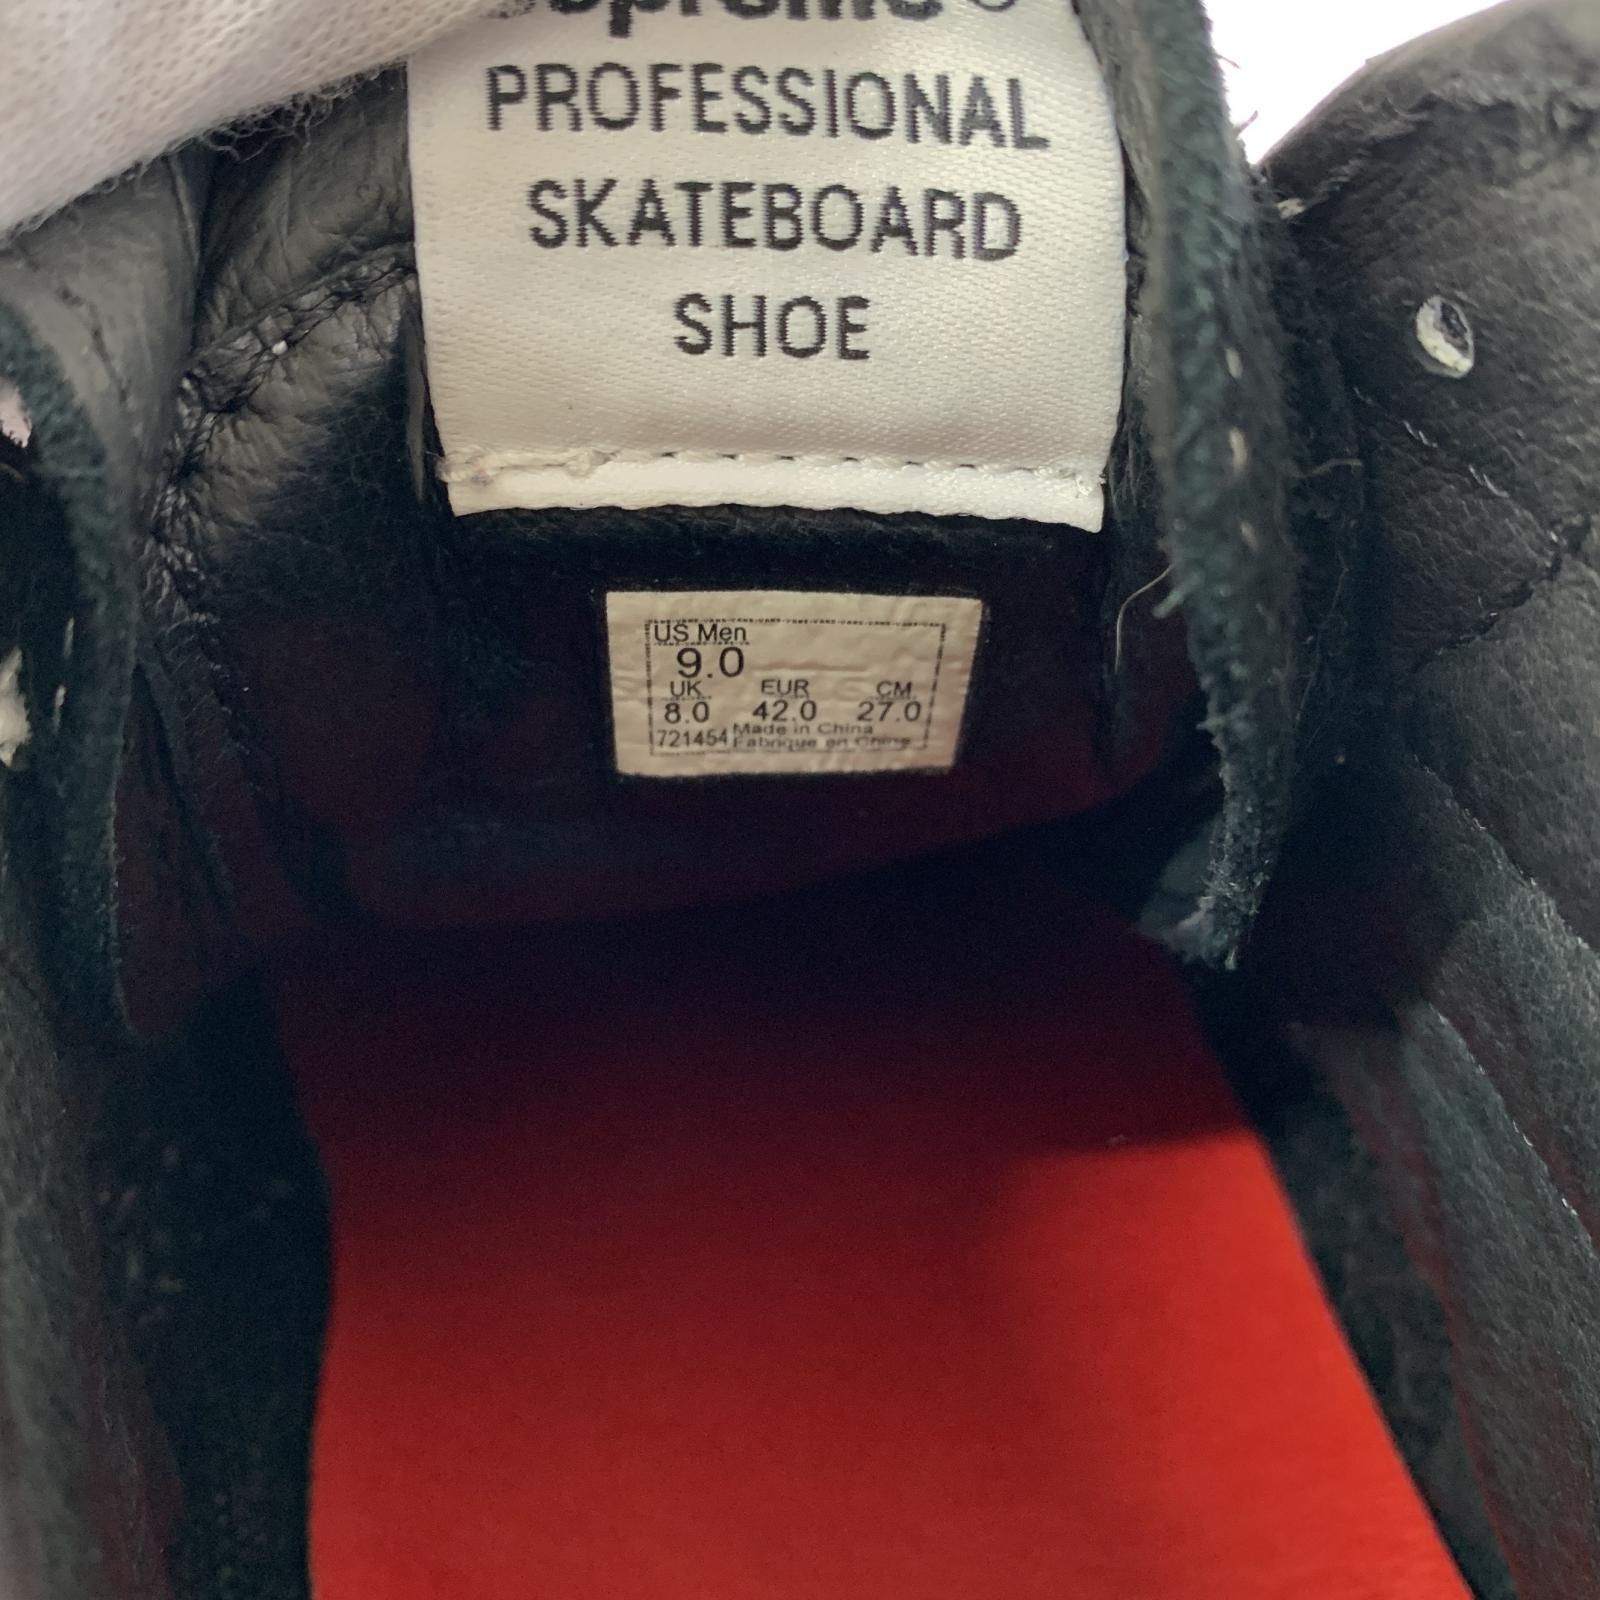 Supreme®
PROFESSIONAL
SKATEBOARD
SHOE
US Men
9.0
UK EUR CM
8.0 42.0 27.0
721454 Made in China
Fabriqué en Chine